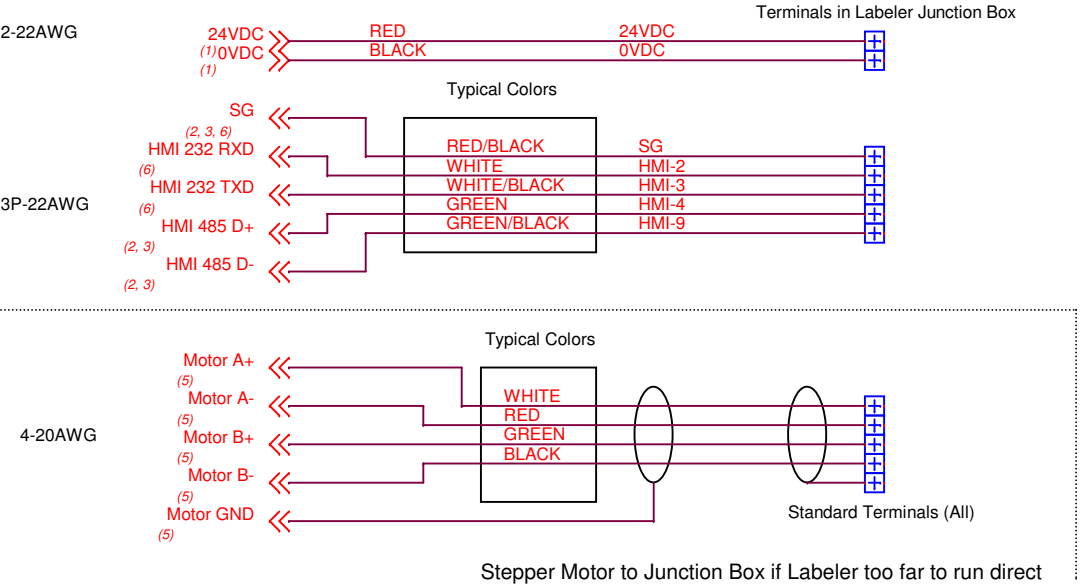 Terminals in Labeler Junction Box
2-22AWG
24VDC RED 24VDC
(1) 0VDC BLACK 0VDC
(1)
Typical Colors
SG
(2, 3, 6)
HMI 232 RXD RED/BLACK SG
(6) WHITE HMI-2
HMI 232 TXD WHITE/BLACK HMI-3
3P-22AWG (6) GREEN HMI-4
HMI 485 D+ GREEN/BLACK HMI-9
(2, 3)
HMI 485 D-
(2, 3)
Typical Colors
Motor A+
(5)
Motor A- WHITE
(5) RED
4-20AWG Motor B+ GREEN
(5) BLACK
Motor B-
(5)
Motor GND Standard Terminals (All)
(5)
Stepper Motor to Junction Box if Labeler too far to run direct